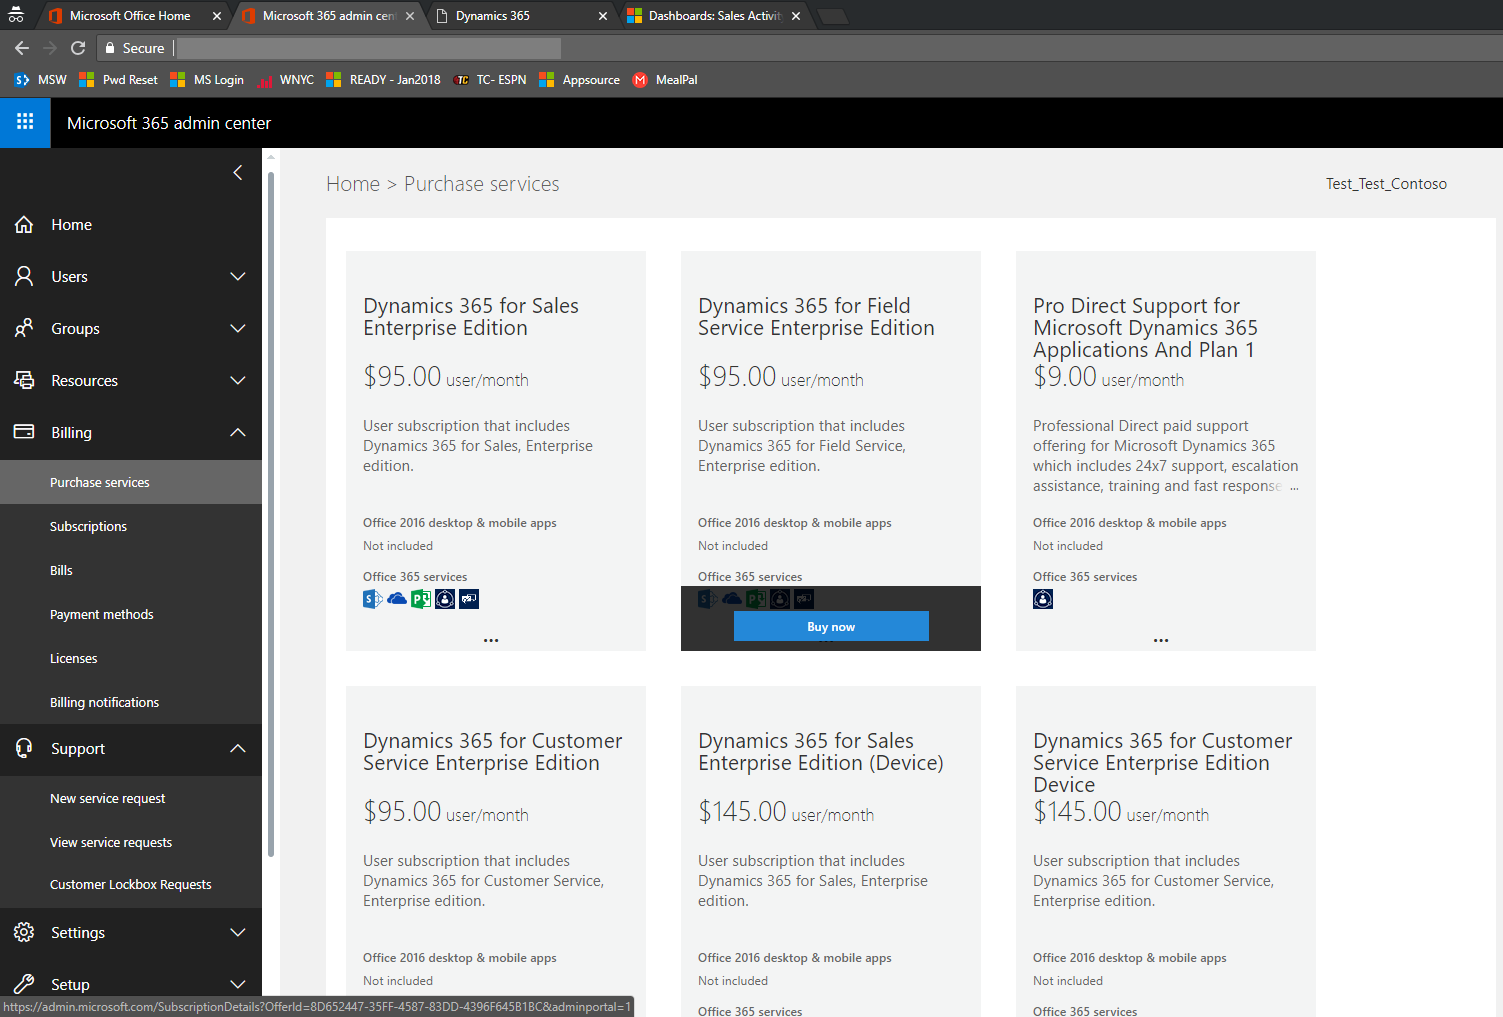 Microsoft Office Home
Microsoft 365 admin cen
Dynamics 365
Dashboards: Sales Activit
Secure
MSW
Pwd Reset
MS Login
WNYC
READY - Jan2018
TC
TC- ESPN
Appsource
M
MealPal
Microsoft 365 admin center
Home
Users
Groups
Resources
Billing
Purchase services
Subscriptions
Bills
Payment methods
Licenses
Billing notifications
Support
New service request
View service requests
Customer Lockbox Requests
Settings
Setup
Home > Purchase services
Test_Test_Contoso
Dynamics 365 for Sales
Enterprise Edition
$95.00 user/month
User subscription that includes
Dynamics 365 for Sales, Enterprise
edition.
Office 2016 desktop & mobile apps
Not included
Office 365 services
...
Dynamics 365 for Field
Service Enterprise Edition
$95.00 user/month
User subscription that includes
Dynamics 365 for Field Service,
Enterprise edition.
Office 2016 desktop & mobile apps
Not included
Office 365 services
Buy now
Pro Direct Support for
Microsoft Dynamics 365
Applications And Plan 1
$9.00 user/month
Professional Direct paid support
offering for Microsoft Dynamics 365
which includes 24x7 support, escalation
assistance, training and fast response ...
Office 2016 desktop & mobile apps
Not included
Office 365 services
...
Dynamics 365 for Customer
Service Enterprise Edition
$95.00 user/month
User subscription that includes
Dynamics 365 for Customer Service,
Enterprise edition.
Office 2016 desktop & mobile apps
Not included
Dynamics 365 for Sales
Enterprise Edition (Device)
$145.00 user/month
User subscription that includes
Dynamics 365 for Sales, Enterprise
edition.
Office 2016 desktop & mobile apps
Not included
Office 365 services
Dynamics 365 for Customer
Service Enterprise Edition
Device
$145.00 user/month
User subscription that includes
Dynamics 365 for Customer Service,
Enterprise edition.
Office 2016 desktop & mobile apps
Not included
Office 365 services
https://admin.microsoft.com/SubscriptionDetails?OfferId=8D652447-35FF-4587-83DD-4396F645B1BC&adminportal=1